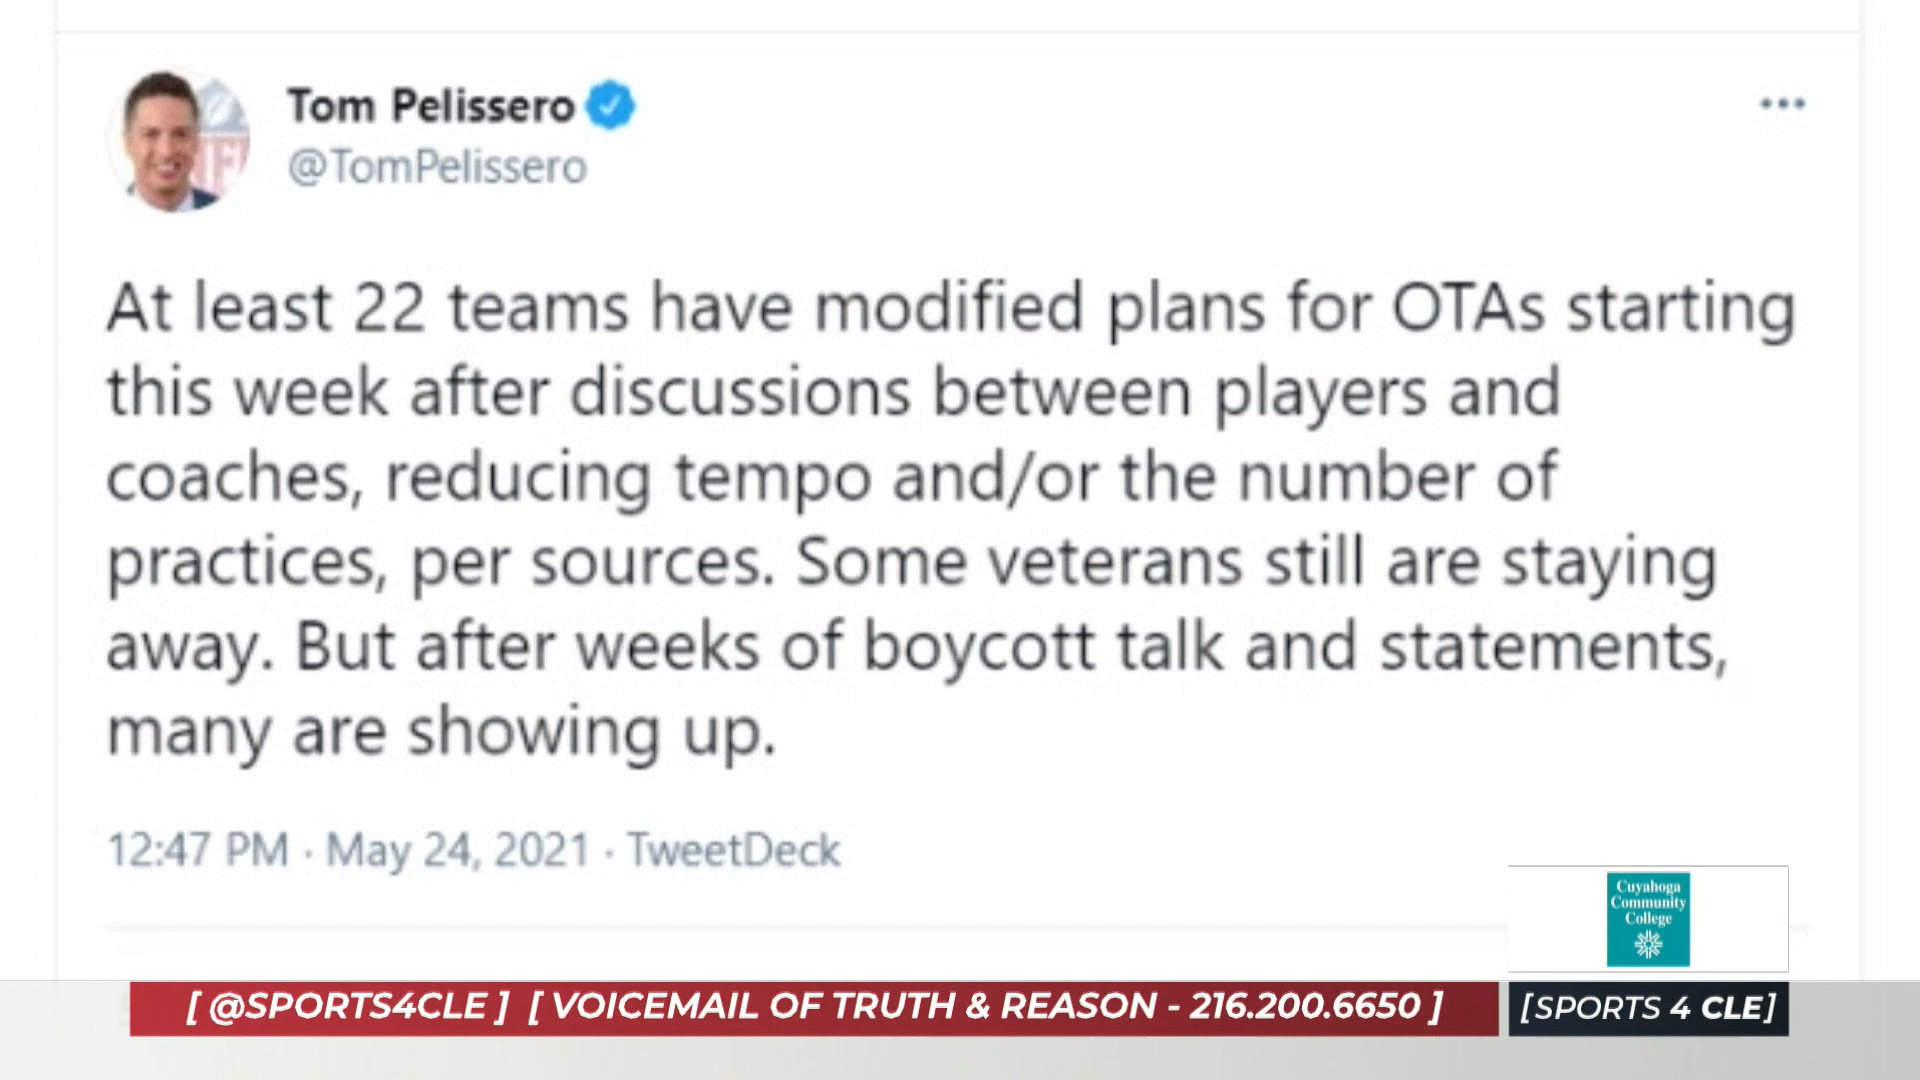 Tom Pelissero
@TomPelissero
At least 22 teams have modified plans for OTAs starting
this week after discussions between players and
coaches, reducing tempo and/or the number of
practices, per sources. Some veterans still are staying
away. But after weeks of boycott talk and statements,
many are showing up.
12:47 PM · May 24, 2021 · TweetDeck
Cuyahoga
Community
College
[ @SPORTS4CLE ] [ VOICEMAIL OF TRUTH & REASON - 216.200.6650 ]
[SPORTS 4 CLE]